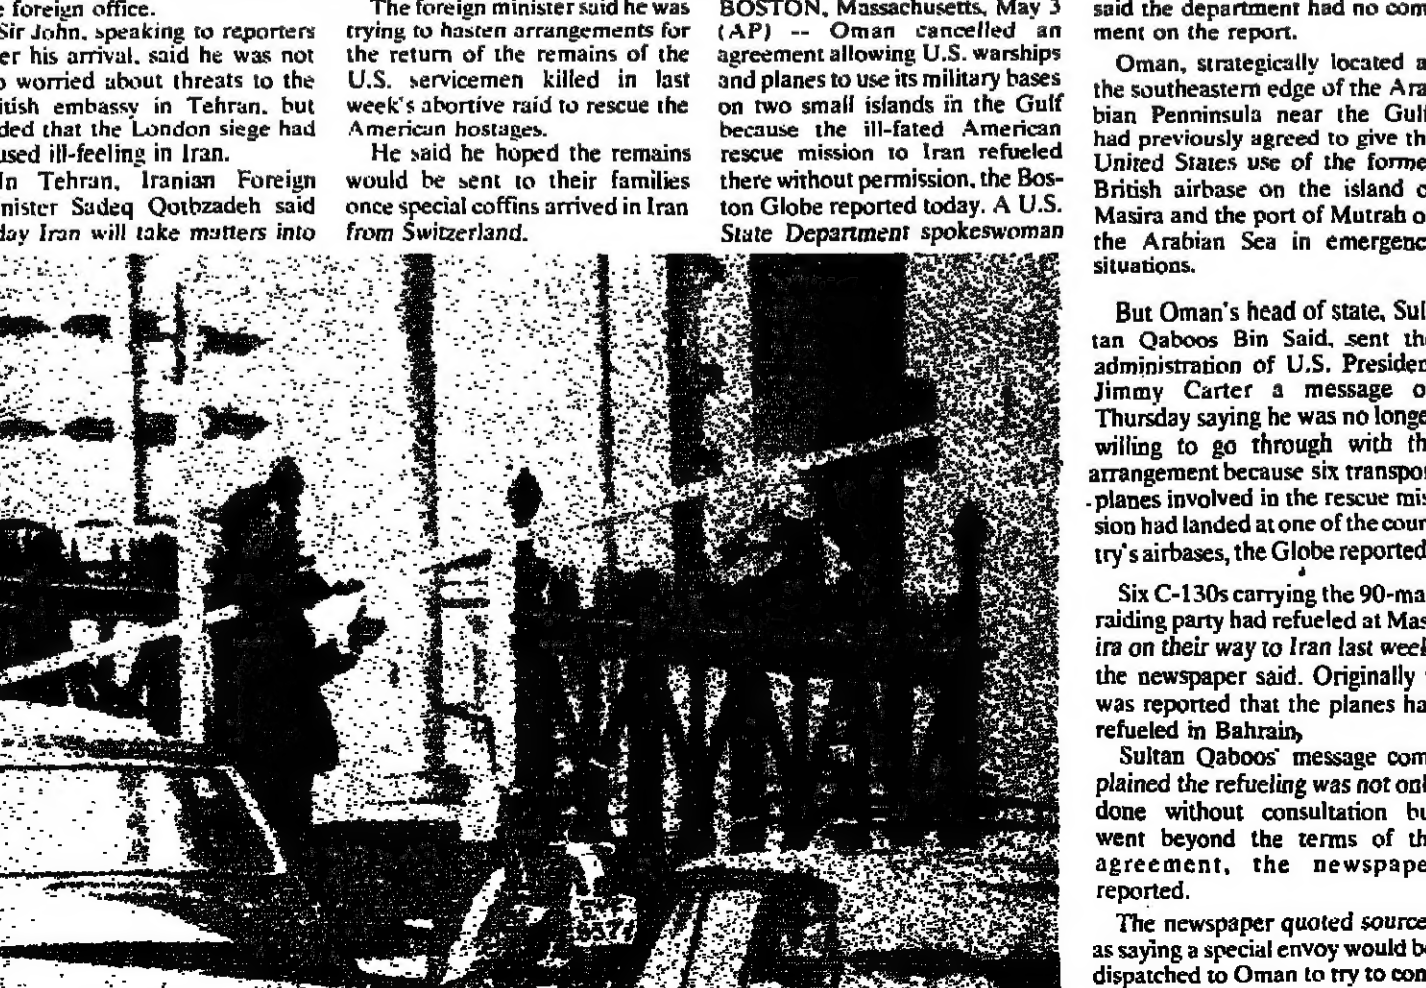 foreign office.
Sir John, speaking to reporters
er his arrival, said he was not
worried about threats to the
itish embassy in Tehran, but
ded that the London siege had
used ill-feeling in Iran.
In Tehran, Iranian Foreign
nister Sadeq Qotbzadeh said
day Iran will take matters into
The foreign minister said he was
trying to hasten arrangements for
the return of the remains of the
U.S. servicemen killed in last
week's abortive raid to rescue the
American hostages.
He said he hoped the remains
would be sent to their families
once special coffins arrived in Iran
from Switzerland.
BOSTON, Massachusetts, May 3
(AP) -- Oman cancelled an
agreement allowing U.S. warships
and planes to use its military bases
on two small islands in the Gulf
because the ill-fated American
rescue mission to Iran refueled
there without permission, the Bos-
ton Globe reported today. A U.S.
State Department spokeswoman
said the department had no com
ment on the report.
Oman, strategically located a
the southeastern edge of the Ara
bian Penninsula near the Gulf
had previously agreed to give th
United States use of the forme
British airbase on the island o
Masira and the port of Mutrah o
the Arabian Sea in emergenc
situations.
But Oman's head of state, Sul
tan Qaboos Bin Said, sent th
administration of U.S. Presiden
Jimmy Carter a message o
Thursday saying he was no longe
willing to go through with th
arrangement because six transpor
planes involved in the rescue mis
sion had landed at one of the coun
try's airbases, the Globe reported
Six C-130s carrying the 90-ma
raiding party had refueled at Mas
ira on their way to Iran last week
the newspaper said. Originally
was reported that the planes ha
refueled in Bahrain,
Sultan Qaboos' message com
plained the refueling was not onl
done without consultation bu
went beyond the terms of th
agreement, the newspape
reported.
The newspaper quoted source
as saying a special envoy would b
dispatched to Oman to try to con